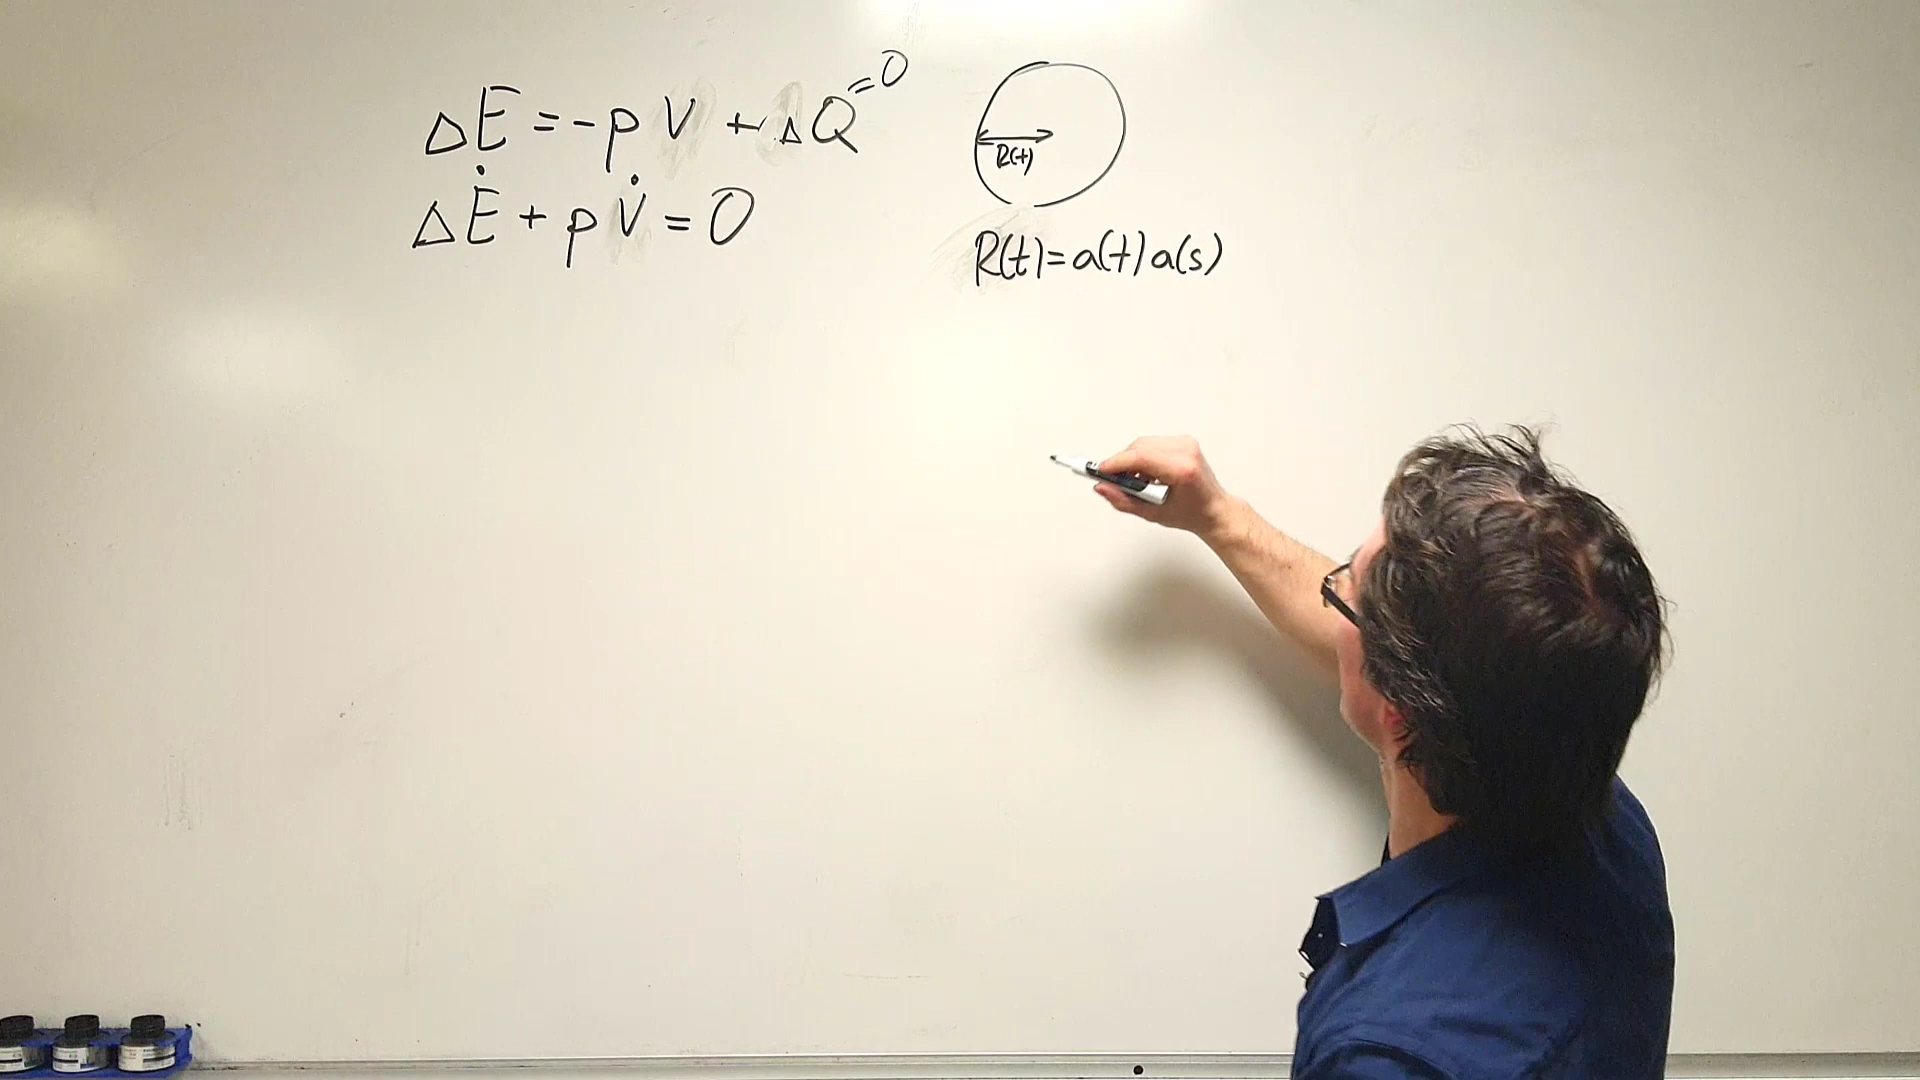 ΔE = -p V + ΔQ = 0
ΔĖ + p V̇ = 0
R(t)
R(t) = a(t) a(s)